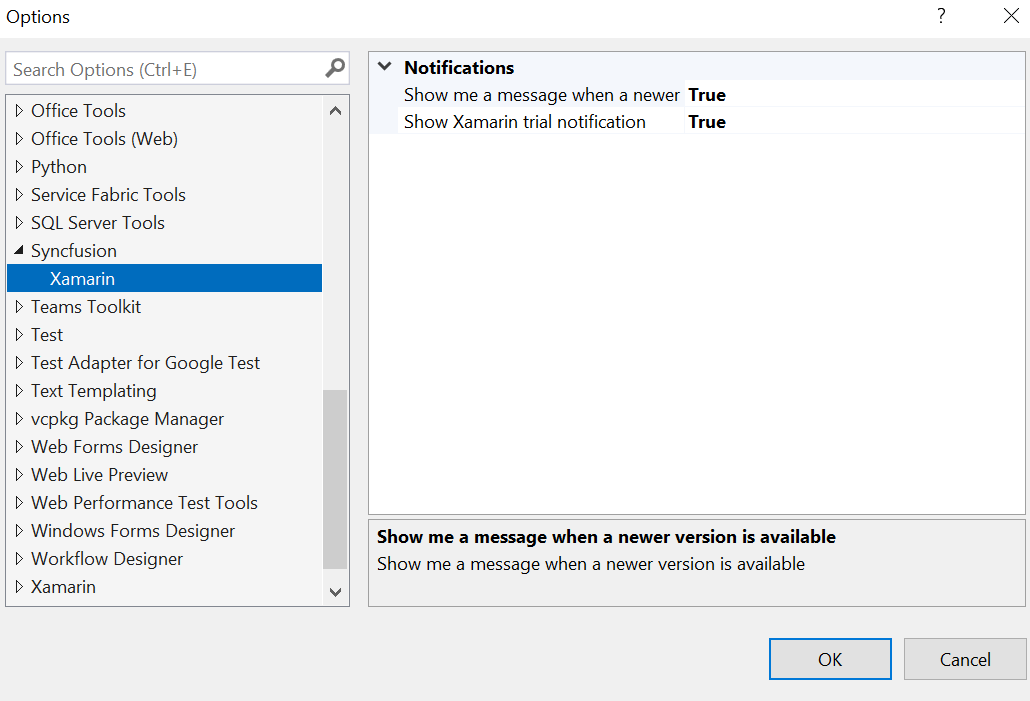 Options
?
Search Options (Ctrl+E)
Office Tools
Office Tools (Web)
Python
Service Fabric Tools
SQL Server Tools
Syncfusion
Xamarin
Teams Toolkit
Test
Test Adapter for Google Test
Text Templating
vcpkg Package Manager
Web Forms Designer
Web Live Preview
Web Performance Test Tools
Windows Forms Designer
Workflow Designer
Xamarin
Notifications
Show me a message when a newer True
Show Xamarin trial notification True
Show me a message when a newer version is available
Show me a message when a newer version is available
OK
Cancel